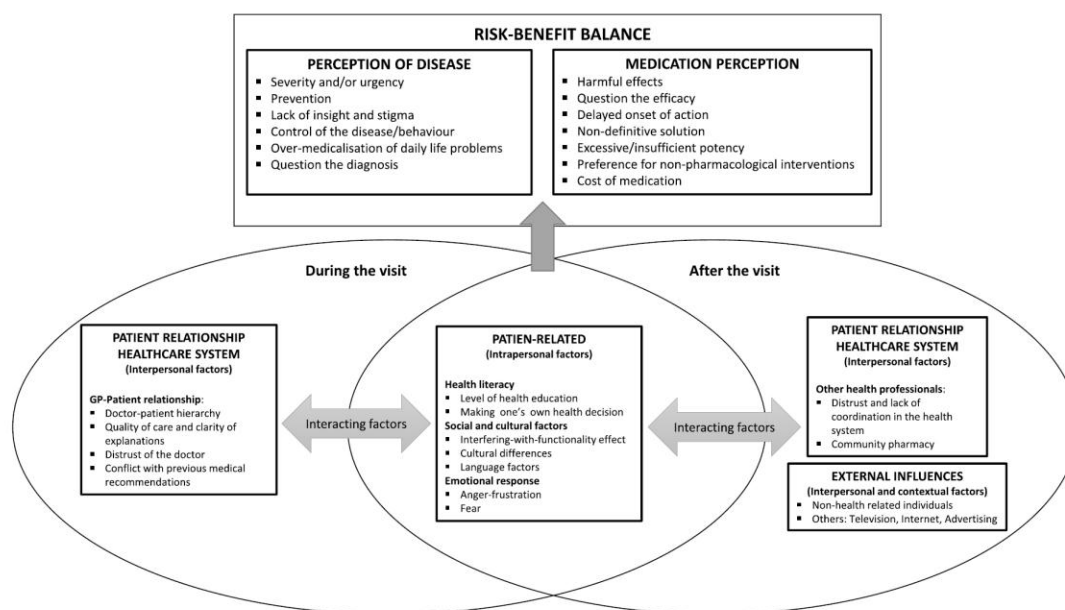 RISK-BENEFIT BALANCE
PERCEPTION OF DISEASE
▪ Severity and/or urgency
▪ Prevention
▪ Lack of insight and stigma
▪ Control of the disease/behaviour
▪ Over-medicalisation of daily life problems
▪ Question the diagnosis
MEDICATION PERCEPTION
▪ Harmful effects
▪ Question the efficacy
▪ Delayed onset of action
▪ Non-definitive solution
▪ Excessive/insufficient potency
▪ Preference for non-pharmacological interventions
▪ Cost of medication
During the visit
After the visit
PATIENT RELATIONSHIP
HEALTHCARE SYSTEM
(Interpersonal factors)
GP-Patient relationship:
▪ Doctor-patient hierarchy
▪ Quality of care and clarity of
explanations
▪ Distrust of the doctor
▪ Conflict with previous medical
recommendations
Interacting factors
PATIEN-RELATED
(Intrapersonal factors)
Health literacy
▪ Level of health education
▪ Making one's own health decision
Social and cultural factors
▪ Interfering-with-functionality effect
▪ Cultural differences
▪ Language factors
Emotional response
▪ Anger-frustration
▪ Fear
Interacting factors
PATIENT RELATIONSHIP
HEALTHCARE SYSTEM
(Interpersonal factors)
Other health professionals:
▪ Distrust and lack of
coordination in the health
system
▪ Community pharmacy
EXTERNAL INFLUENCES
(Interpersonal and contextual factors)
▪ Non-health related individuals
▪ Others: Television, Internet, Advertising